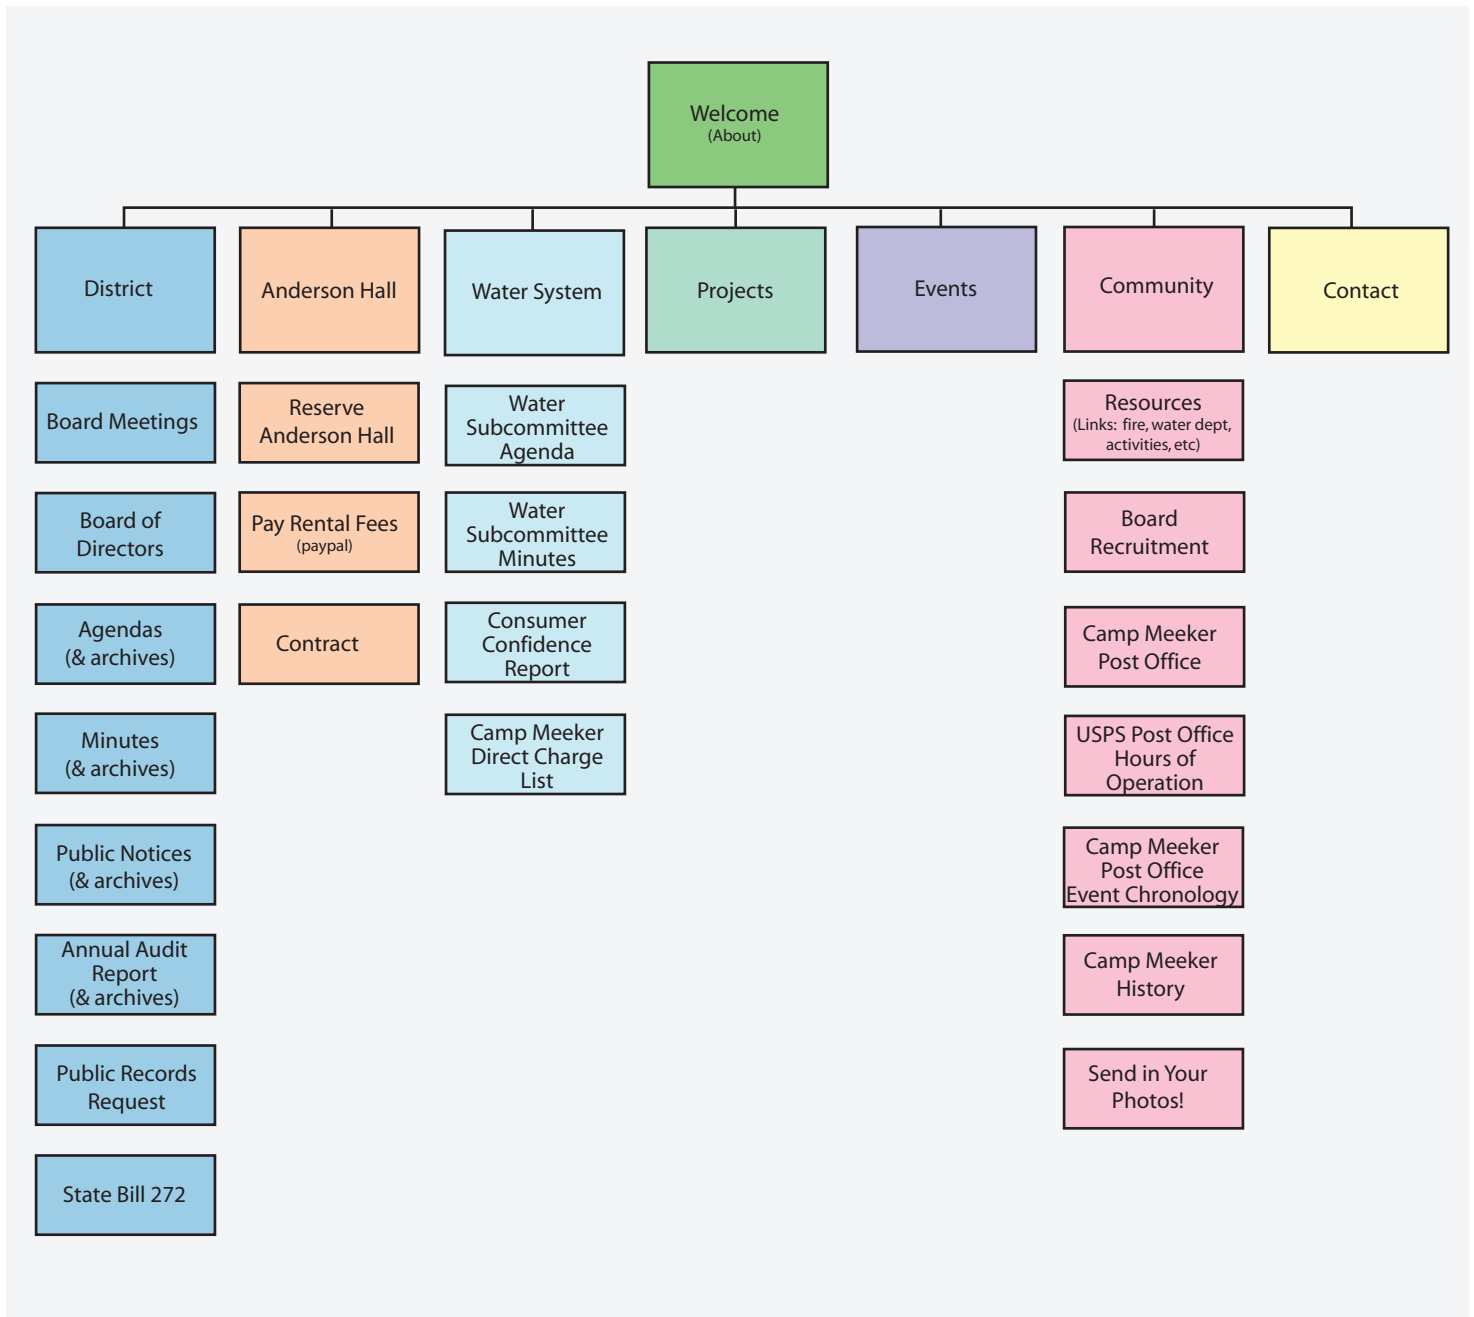 Welcome
(About)
District
Anderson Hall
Water System
Projects
Events
Community
Contact
Board Meetings
Board of
Directors
Agendas
(& archives)
Minutes
(& archives)
Public Notices
(& archives)
Annual Audit
Report
(& archives)
Public Records
Request
State Bill 272
Reserve
Anderson Hall
Pay Rental Fees
(paypal)
Contract
Water
Subcommittee
Agenda
Water
Subcommittee
Minutes
Consumer
Confidence
Report
Camp Meeker
Direct Charge
List
Resources
(Links: fire, water dept,
activities, etc)
Board
Recruitment
Camp Meeker
Post Office
USPS Post Office
Hours of
Operation
Camp Meeker
Post Office
Event Chronology
Camp Meeker
History
Send in Your
Photos!